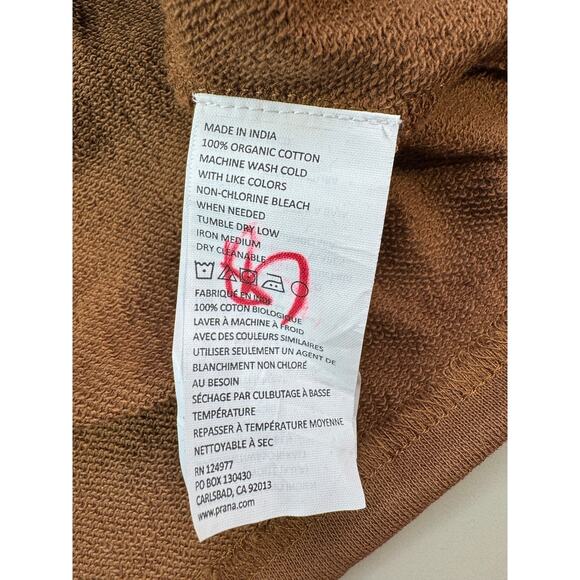 MADE IN INDIA
100% ORGANIC COTTON
MACHINE WASH COLD
WITH LIKE COLORS
NON-CHLORINE BLEACH
WHEN NEEDED
TUMBLE DRY LOW
IRON MEDIUM
DRY CLEANABLE
FABRIQUÉ EN INDE
100% COTON BIOLOGIQUE
LAVER À MACHINE À FROID
AVEC DES COULEURS SIMILAIRES
UTILISER SEULEMENT UN AGENT DE
BLANCHIMENT NON CHLORÉ
AU BESOIN
SÉCHAGE PAR CULBUTAGE À BASSE
TEMPÉRATURE
REPASSER À TEMPÉRATURE MOYENNE
NETTOYABLE À SEC
RN 124977
PO BOX 130430
CARLSBAD, CA 92013
www.prana.com